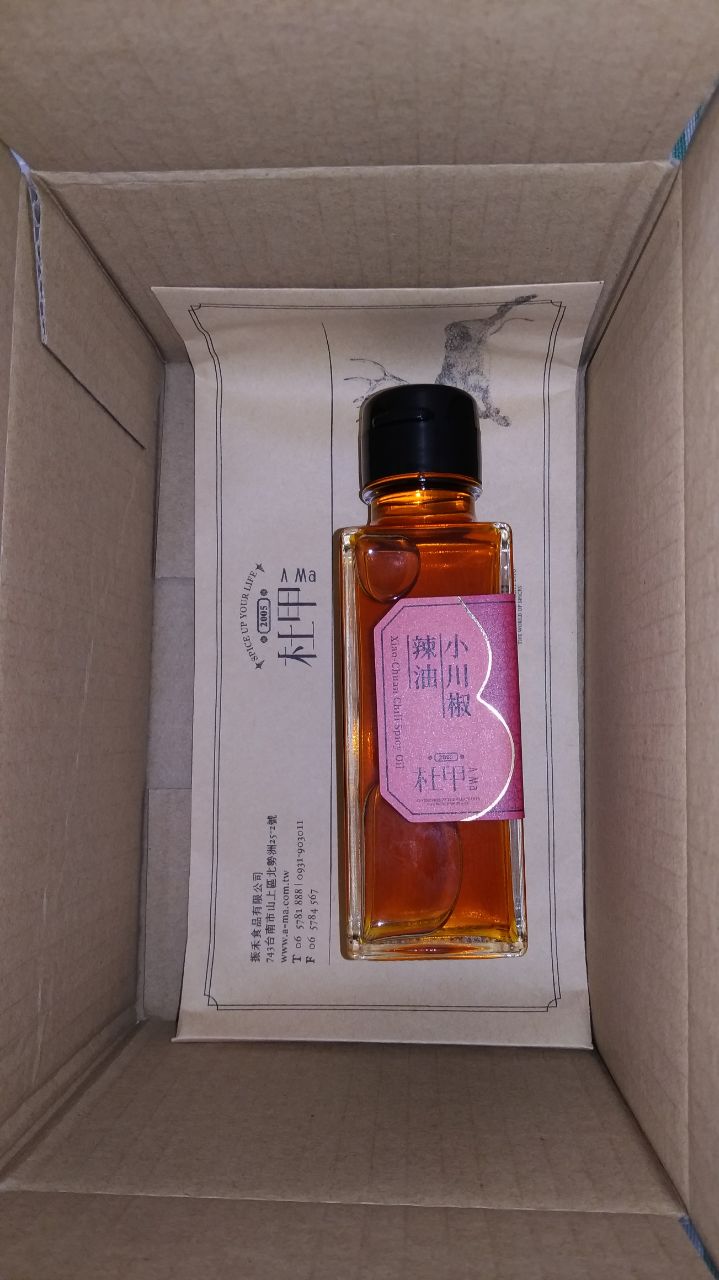 SPICE UP YOUR LIFE
2005
A Ma
杜甲
振禾食品有限公司
743台南市山上區北勢洲25-2號
www.a-ma.com.tw
T 06 5781 888 | 0931-903011
F 06 5784 567
小川椒
辣油
Xiao-Chuan Chili Spicy Oil
2005
A Ma
杜甲
THE WORLD OF SPICES